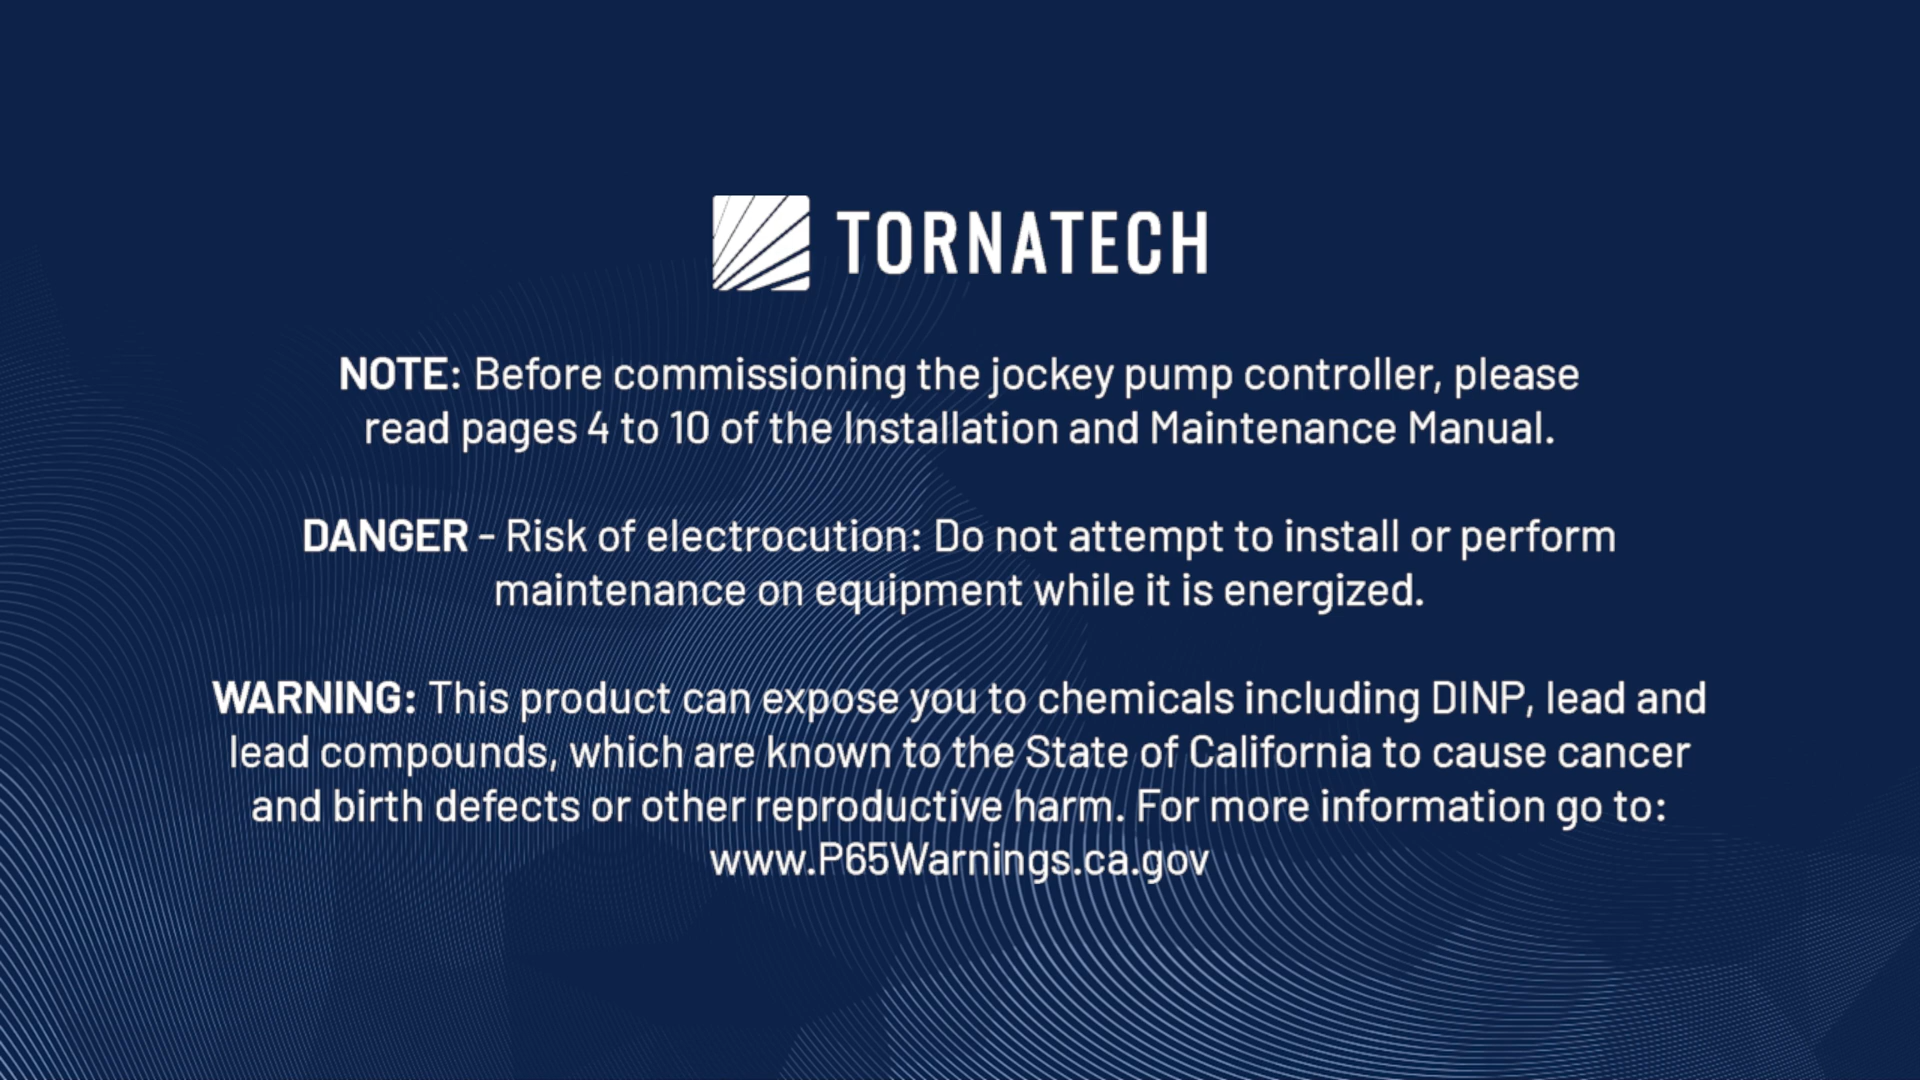 TORNATECH
NOTE: Before commissioning the jockey pump controller, please
read pages 4 to 10 of the Installation and Maintenance Manual.
DANGER - Risk of electrocution: Do not attempt to install or perform
maintenance on equipment while it is energized.
WARNING: This product can expose you to chemicals including DINP, lead and
lead compounds, which are known to the State of California to cause cancer
and birth defects or other reproductive harm. For more information go to:
www.P65Warnings.ca.gov